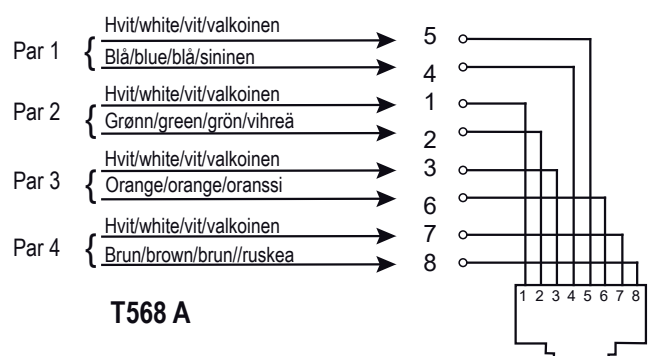 Hvit/white/vit/valkoinen 5
Par 1 { Blå/blue/blå/sininen 4
Hvit/white/vit/valkoinen 1
Par 2 { Grønn/green/grön/vihreä 2
Hvit/white/vit/valkoinen 3
Par 3 { Orange/orange/oranssi 6
Hvit/white/vit/valkoinen 7
Par 4 { Brun/brown/brun//ruskea 8
1 2 3 4 5 6 7 8
T568 A